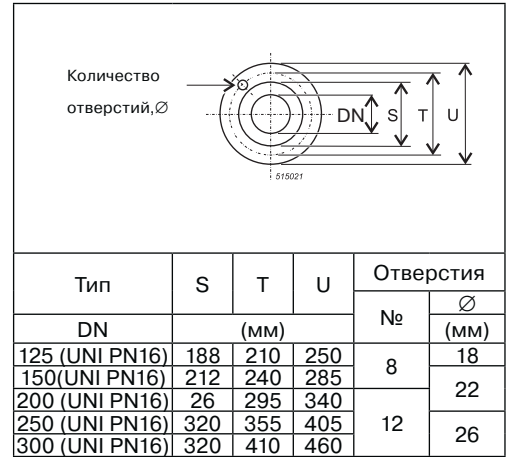 Количество
отверстий,∅
DN S T U
515021
Тип S T U Отверстия
№ ∅
DN (мм) (мм)
125 (UNI PN16) 188 210 250 8 18
150(UNI PN16) 212 240 285 22
200 (UNI PN16) 26 295 340 12
250 (UNI PN16) 320 355 405 26
300 (UNI PN16) 320 410 460